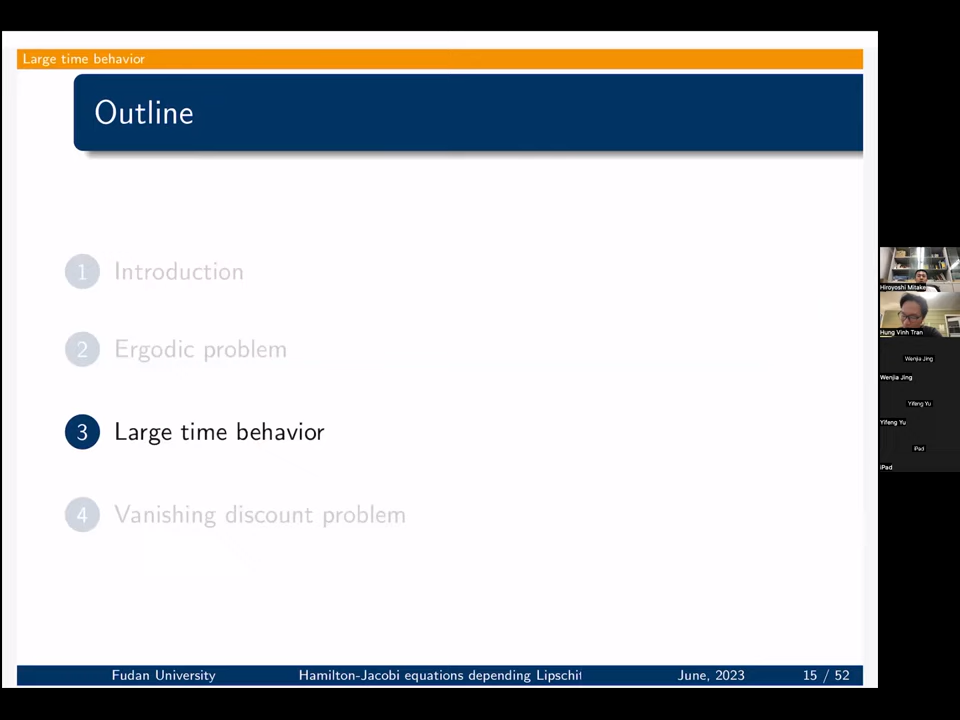 Large time behavior
Outline
1 Introduction
2 Ergodic problem
3 Large time behavior
4 Vanishing discount problem
Fudan University Hamilton-Jacobi equations depending Lipschit June, 2023 15 / 52
Hiroyoshi Mitake
Hung Vinh Tran
Wenjia Jing
Wenjia Jing
Yifeng Yu
Yifeng Yu
iPad
iPad